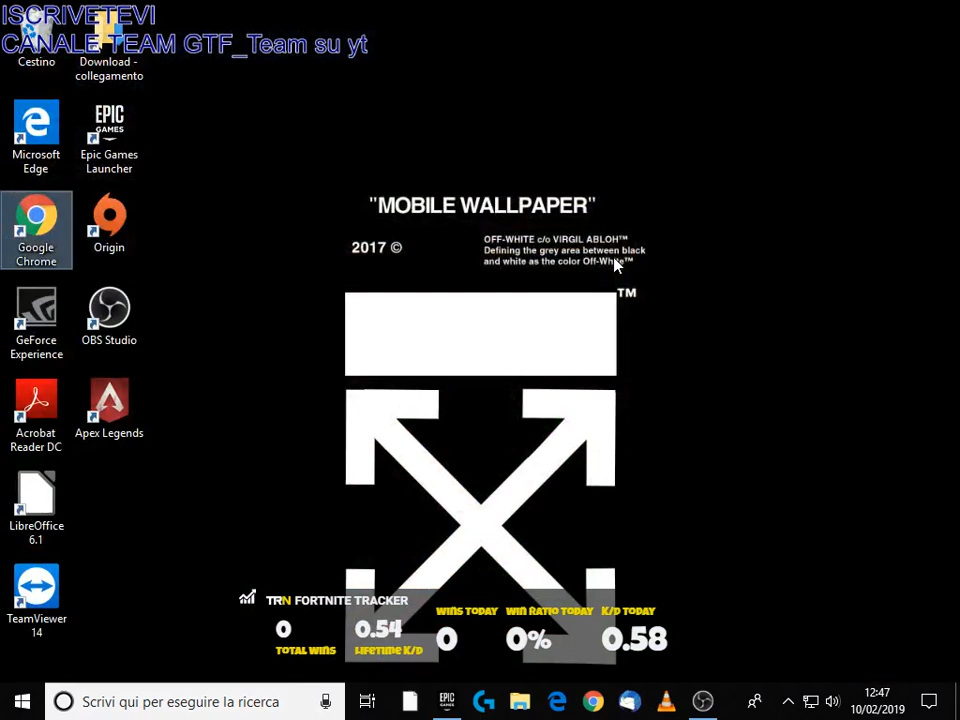 ISCRIVETEVI
CANALE TEAM GTF_Team su yt
Cestino
Download -
collegamento
Microsoft
Edge
EPIC
GAMES
Epic Games
Launcher
Google
Chrome
Origin
GeForce
Experience
OBS Studio
Acrobat
Reader DC
Apex Legends
LibreOffice
6.1
TeamViewer
14
"MOBILE WALLPAPER"
2017 ©
OFF-WHITE c/o VIRGIL ABLOH™
Defining the grey area between black
and white as the color Off-White™
TM
TRN FORTNITE TRACKER
0
TOTAL WINS
0.54
LIFETIME K/D
WINS TODAY
0
WIN RATIO TODAY
0%
K/D TODAY
0.58
Scrivi qui per eseguire la ricerca
EPIC
GAMES
12:47
10/02/2019